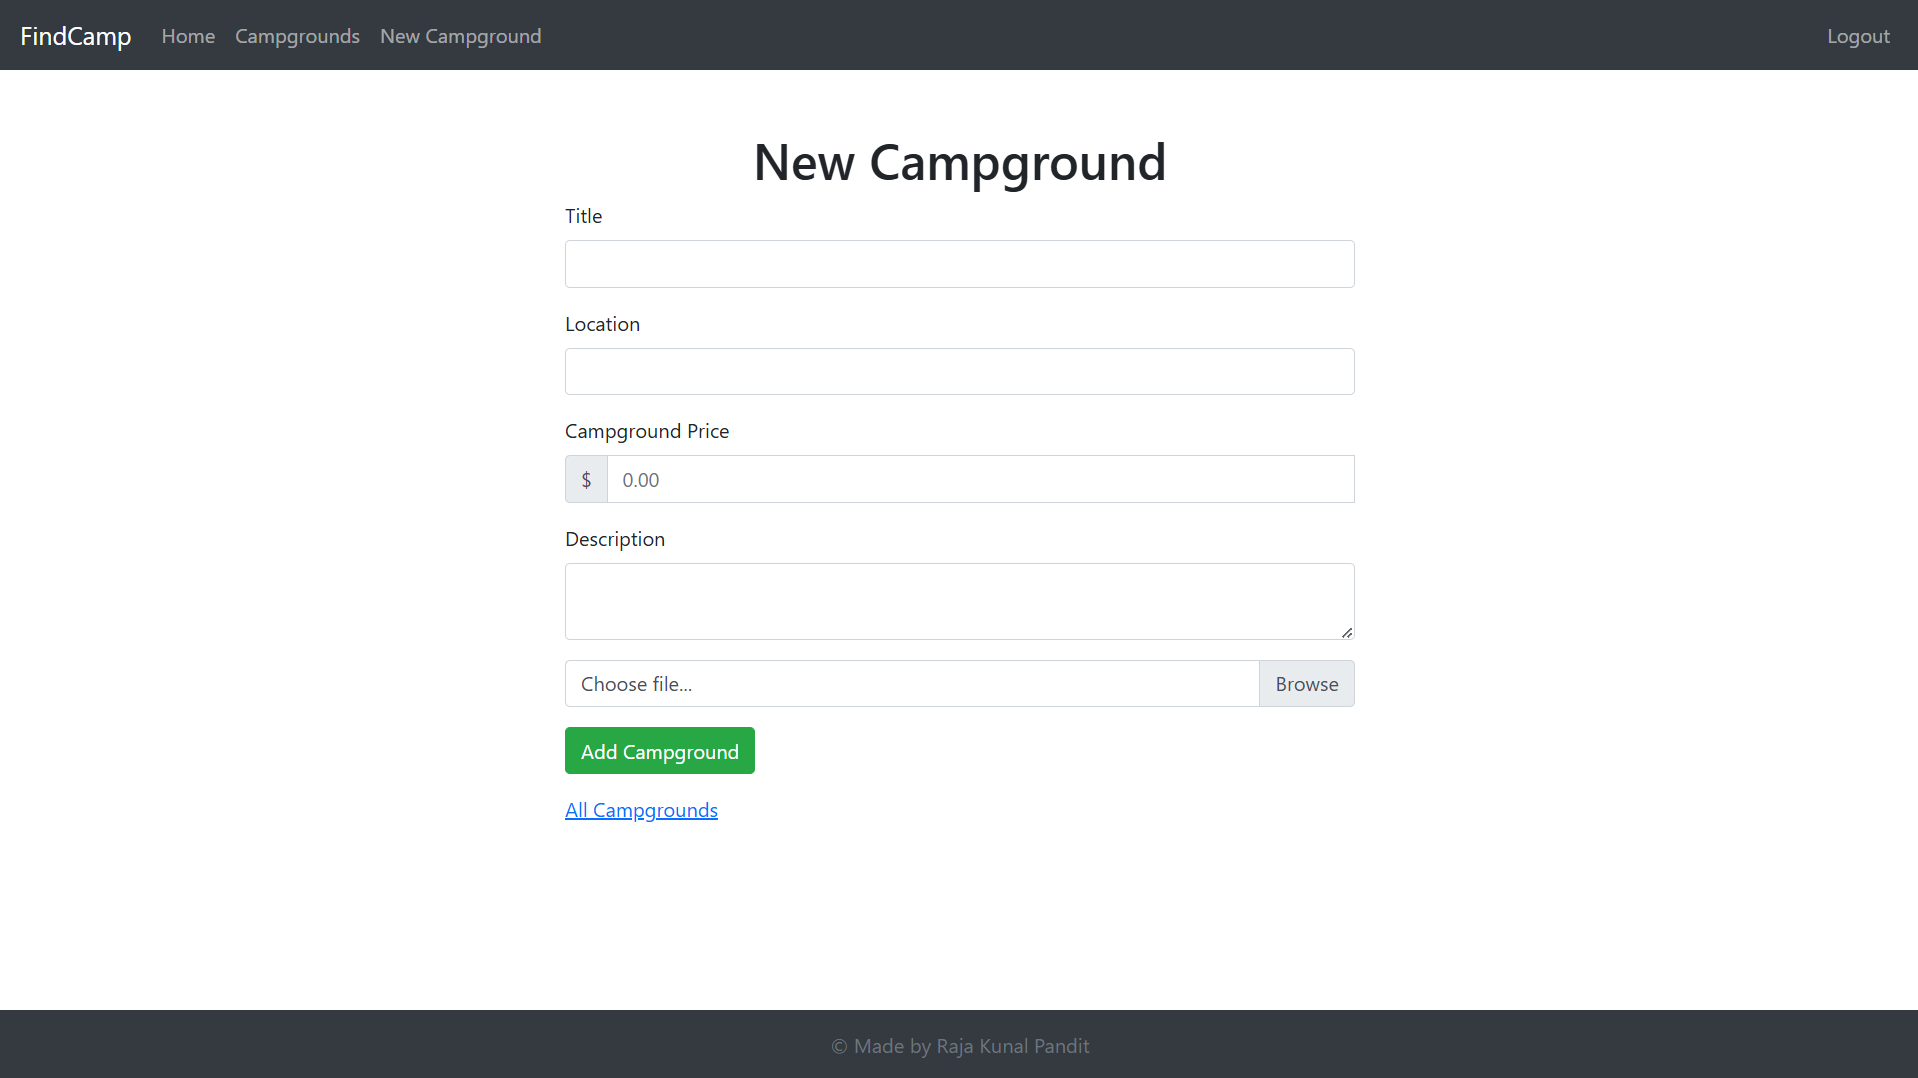 FindCamp Home Campgrounds New Campground Logout
New Campground
Title
Location
Campground Price
$ 0.00
Description
Choose file... Browse
Add Campground
All Campgrounds
© Made by Raja Kunal Pandit